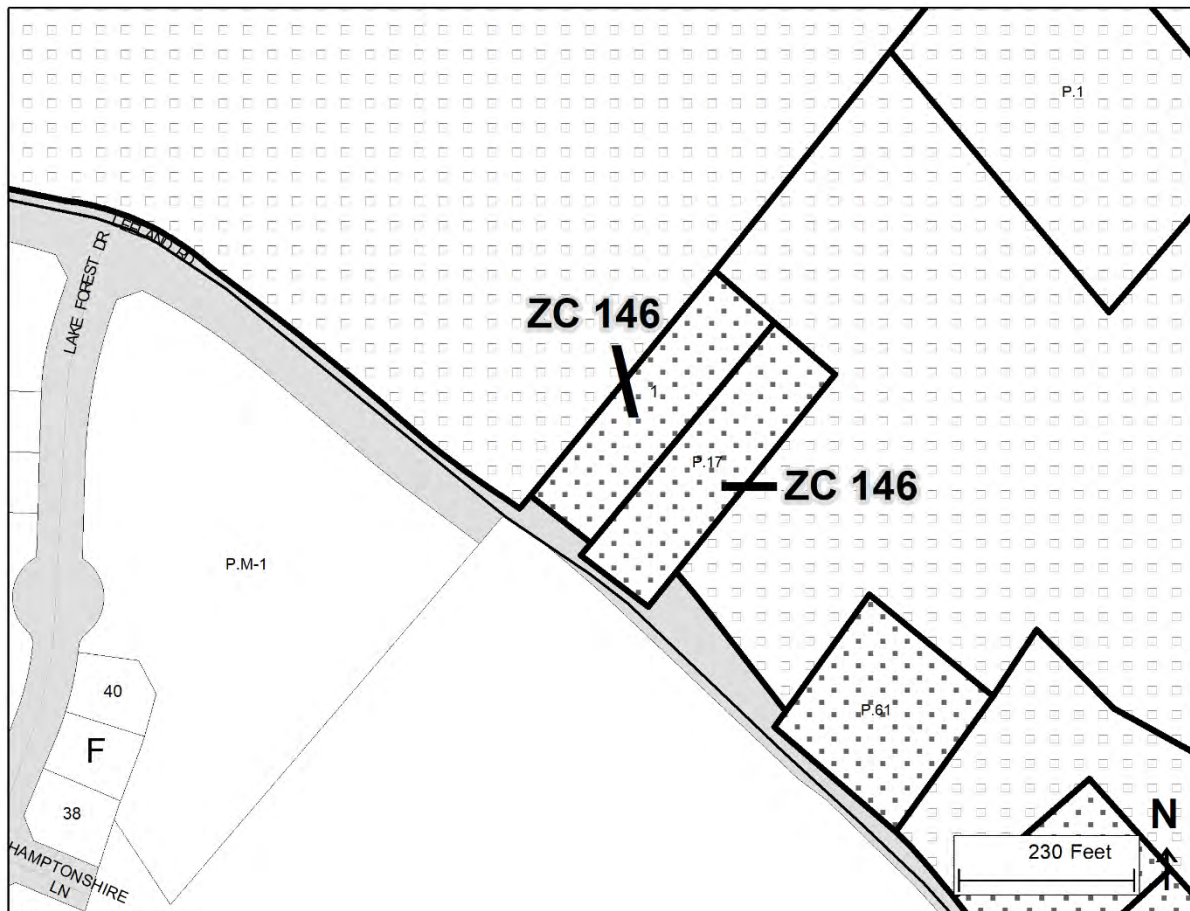 P.1
LEELAND RD
LAKE FOREST DR
ZC 146
1
P.17
ZC 146
P.M-1
P.61
40
F
38
HAMPTONSHIRE
LN
N
230 Feet